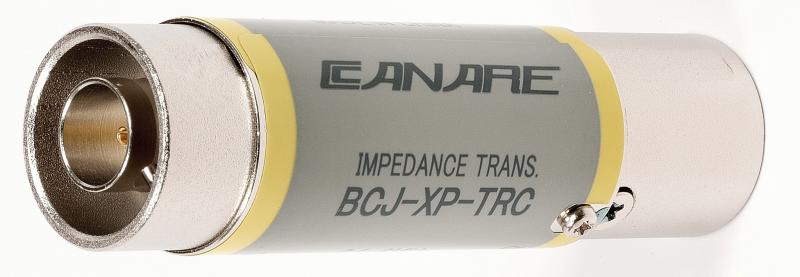 CANARE
IMPEDANCE TRANS.
BCJ-XP-TRC